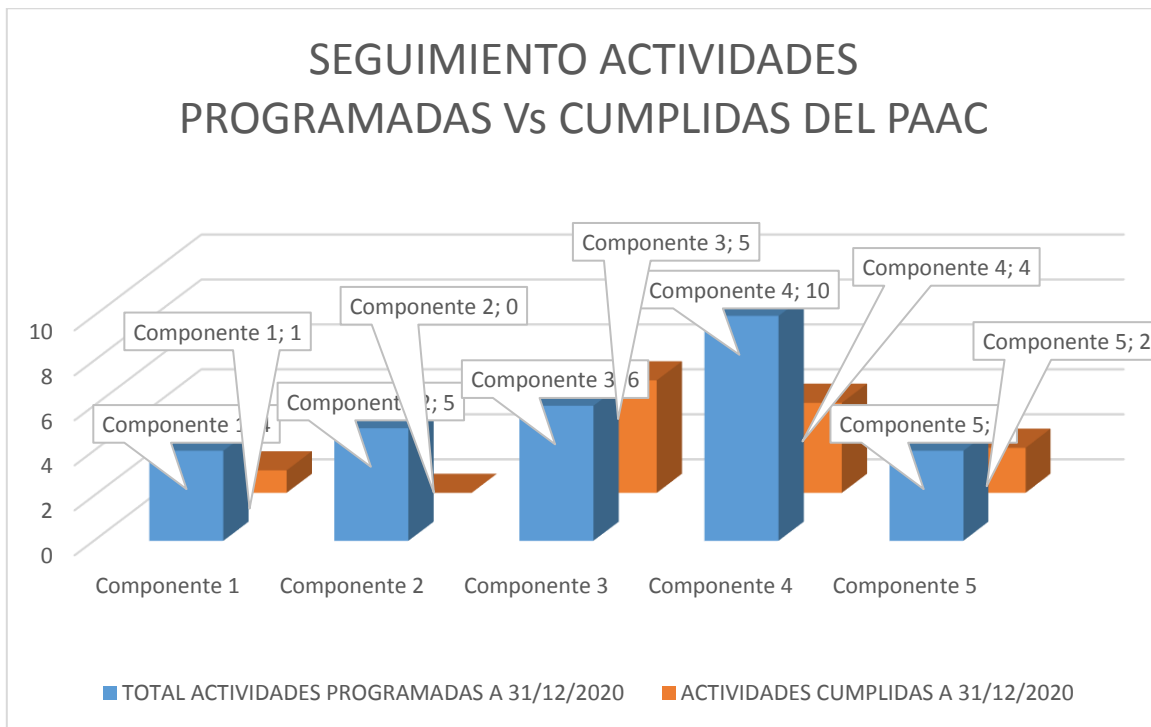 SEGUIMIENTO ACTIVIDADES
PROGRAMADAS Vs CUMPLIDAS DEL PAAC
Componente 3; 5
Componente 4; 4
Componente 4; 10
Componente 2; 0
Componente 1; 1
Componente 5; 2
Componente 3; 6
Componente 2; 5
Componente 1; 4
Componente 5;
10
8
6
4
2
0
Componente 1
Componente 2
Componente 3
Componente 4
Componente 5
TOTAL ACTIVIDADES PROGRAMADAS A 31/12/2020
ACTIVIDADES CUMPLIDAS A 31/12/2020